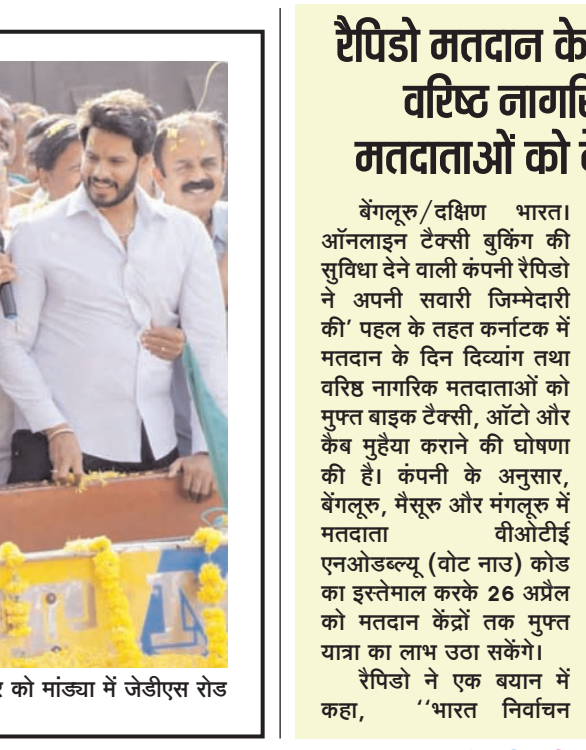 को मांड्या में जेडीएस रोड
रैपिडो मतदान के
वरिष्ठ
मतदाताओं को
बेंगलूरु/दक्षिण भारत।
ऑनलाइन टैक्सी बुकिंग की
सुविधा देने वाली कंपनी रैपिडो
ने अपनी सवारी जिम्मेदारी
की’ पहल के तहत कर्नाटक में
मतदान के दिन दिव्यांग तथा
वरिष्ठ नागरिक मतदाताओं को
मुफ्त बाइक टैक्सी, ऑटो और
कैब मुहैया कराने की घोषणा
की है। कंपनी के अनुसार,
बेंगलूरु, मैसूरु और मंगलूरु में
मतदाता वीओटीई
एनओडब्ल्यू (वोट नाउ) कोड
का इस्तेमाल करके 26 अप्रैल
को मतदान केंद्रों तक मुफ्त
यात्रा का लाभ उठा सकेंगे।
रैपिडो ने एक बयान में
कहा, ‘‘भारत निर्वाचन